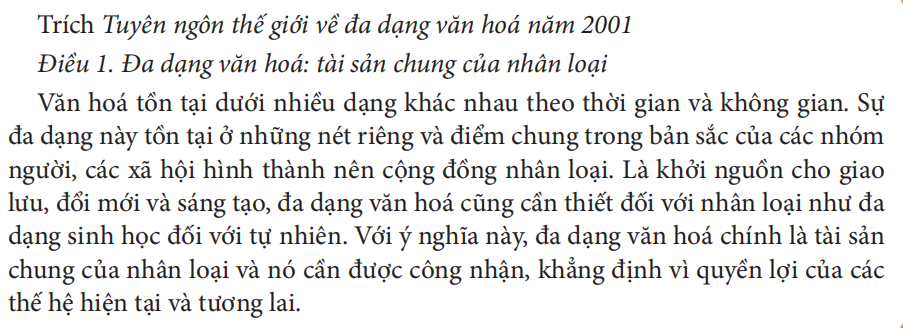 Trích Tuyên ngôn thế giới về đa dạng văn hoá năm 2001
Điều 1. Đa dạng văn hoá: tài sản chung của nhân loại
Văn hoá tồn tại dưới nhiều dạng khác nhau theo thời gian và không gian. Sự
đa dạng này tồn tại ở những nét riêng và điểm chung trong bản sắc của các nhóm
người, các xã hội hình thành nên cộng đồng nhân loại. Là khởi nguồn cho giao
lưu, đổi mới và sáng tạo, đa dạng văn hoá cũng cần thiết đối với nhân loại như đa
dạng sinh học đối với tự nhiên. Với ý nghĩa này, đa dạng văn hoá chính là tài sản
chung của nhân loại và nó cần được công nhận, khẳng định vì quyền lợi của các
thế hệ hiện tại và tương lai.